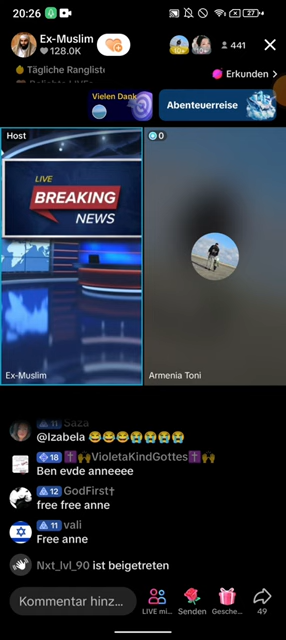 20:26
27
Ex-Muslim
128.0K
10
441
Tägliche Rangliste
Erkunden >
Vielen Dank
Abenteuerreise
Host
0
LIVE
BREAKING
NEWS
Ex-Muslim
Armenia Toni
11 Saza
@Izabela 😂😂😂😭😭😭😭
18 ✝️🙌VioletaKindGottes✝️🙌
Ben evde anneeee
12 GodFirst✝
free free anne
11 vali
Free anne
Nxt_lvl_90 ist beigetreten
Kommentar hinz...
LIVE mi...
Senden
Gesche...
49